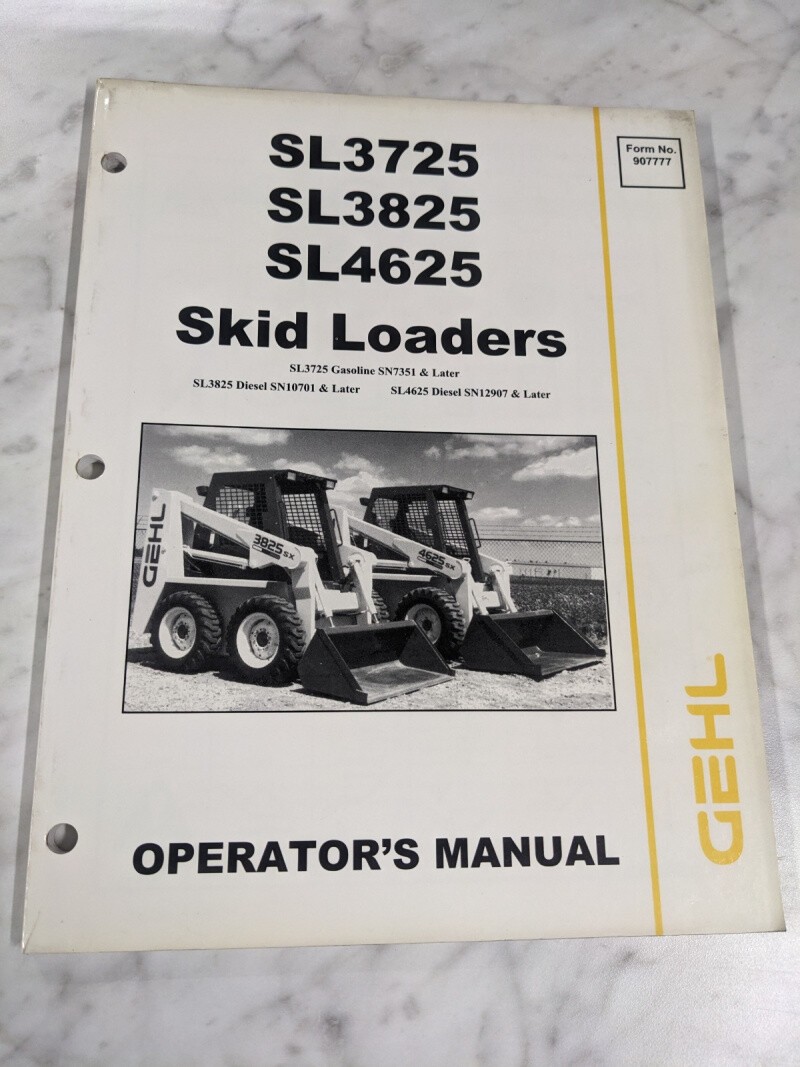 SL3725
SL3825
SL4625
Skid Loaders
SL3725 Gasoline SN7351 & Later
SL3825 Diesel SN10701 & Later SL4625 Diesel SN12907 & Later
Form No.
907777
GEHL
3825 SX
4625 SX
GEHL
OPERATOR'S MANUAL